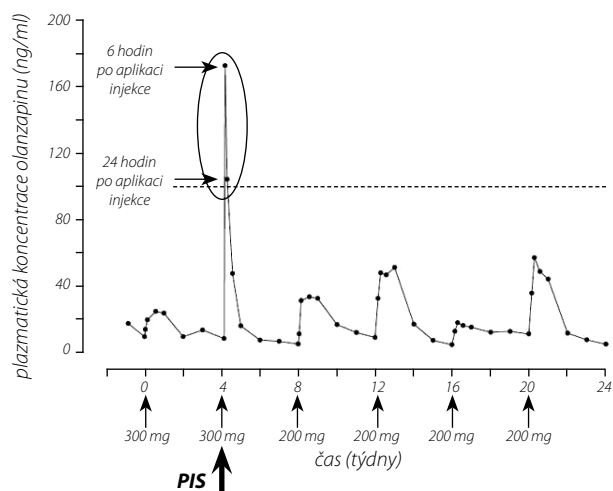 plazmatická koncentrace olanzapinu (ng/ml)
200
160
120
80
40
0
6 hodin
po aplikaci
injekce
24 hodin
po aplikaci
injekce
0 4 8 12 16 20 24
300 mg 300 mg 200 mg 200 mg 200 mg 200 mg
čas (týdny)
PIS